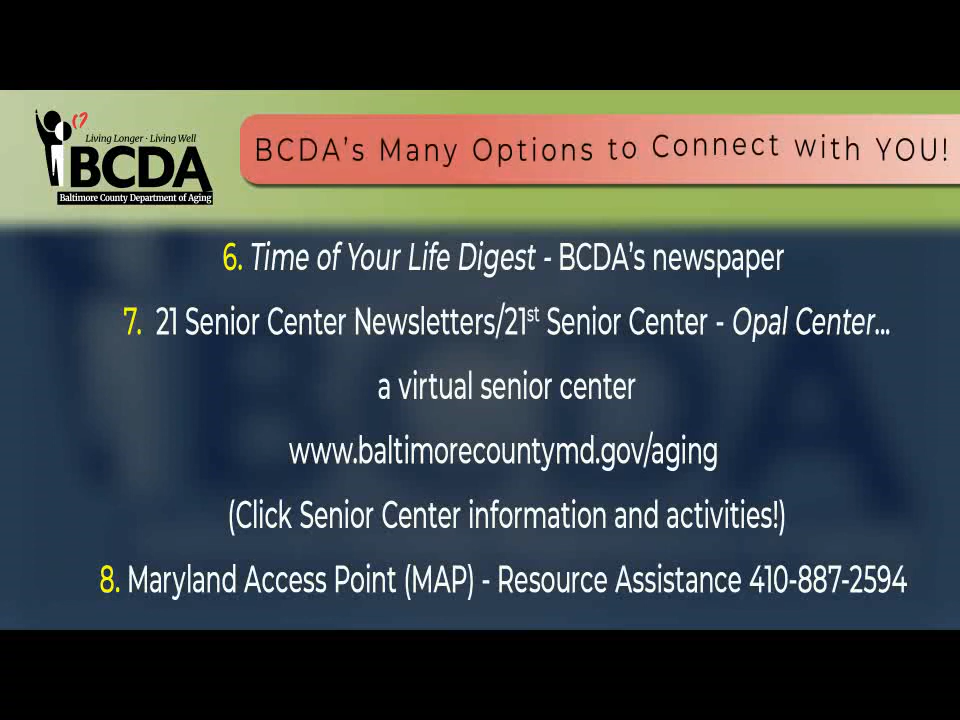 Living Longer · Living Well
BCDA
Baltimore County Department of Aging
BCDA's Many Options to Connect with YOU!
6. Time of Your Life Digest - BCDA's newspaper
7. 21 Senior Center Newsletters/21st Senior Center - Opal Center...
a virtual senior center
www.baltimorecountymd.gov/aging
(Click Senior Center information and activities!)
8. Maryland Access Point (MAP) - Resource Assistance 410-887-2594